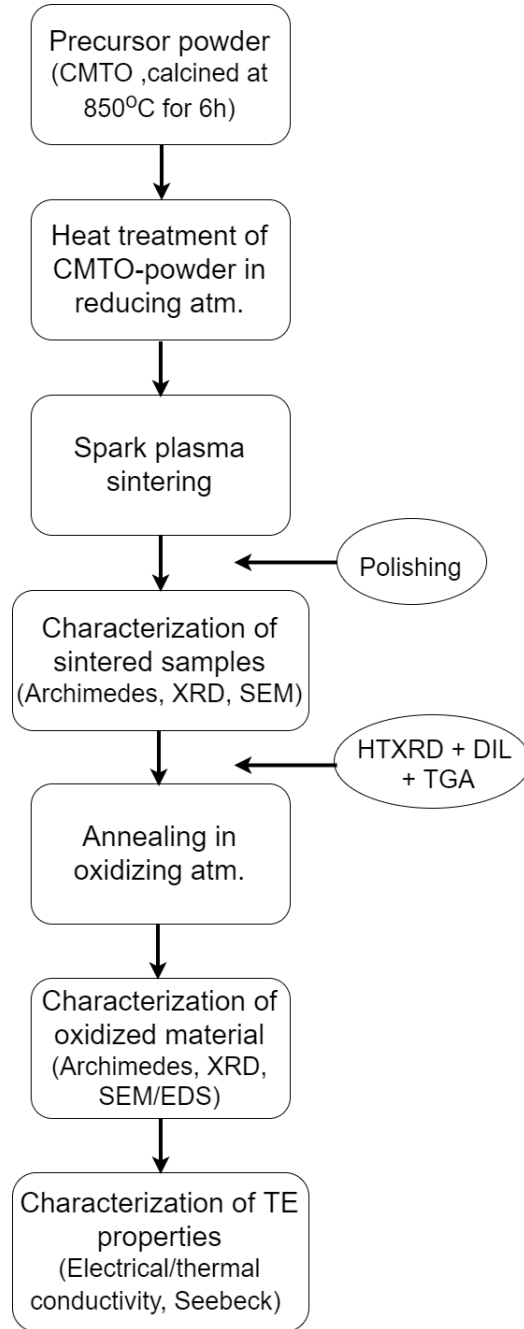 Precursor powder
(CMTO ,calcined at
850⁰C for 6h)
Heat treatment of
CMTO-powder in
reducing atm.
Spark plasma
sintering
Polishing
Characterization of
sintered samples
(Archimedes, XRD, SEM)
HTXRD + DIL
+ TGA
Annealing in
oxidizing atm.
Characterization of
oxidized material
(Archimedes, XRD,
SEM/EDS)
Characterization of TE
properties
(Electrical/thermal
conductivity, Seebeck)